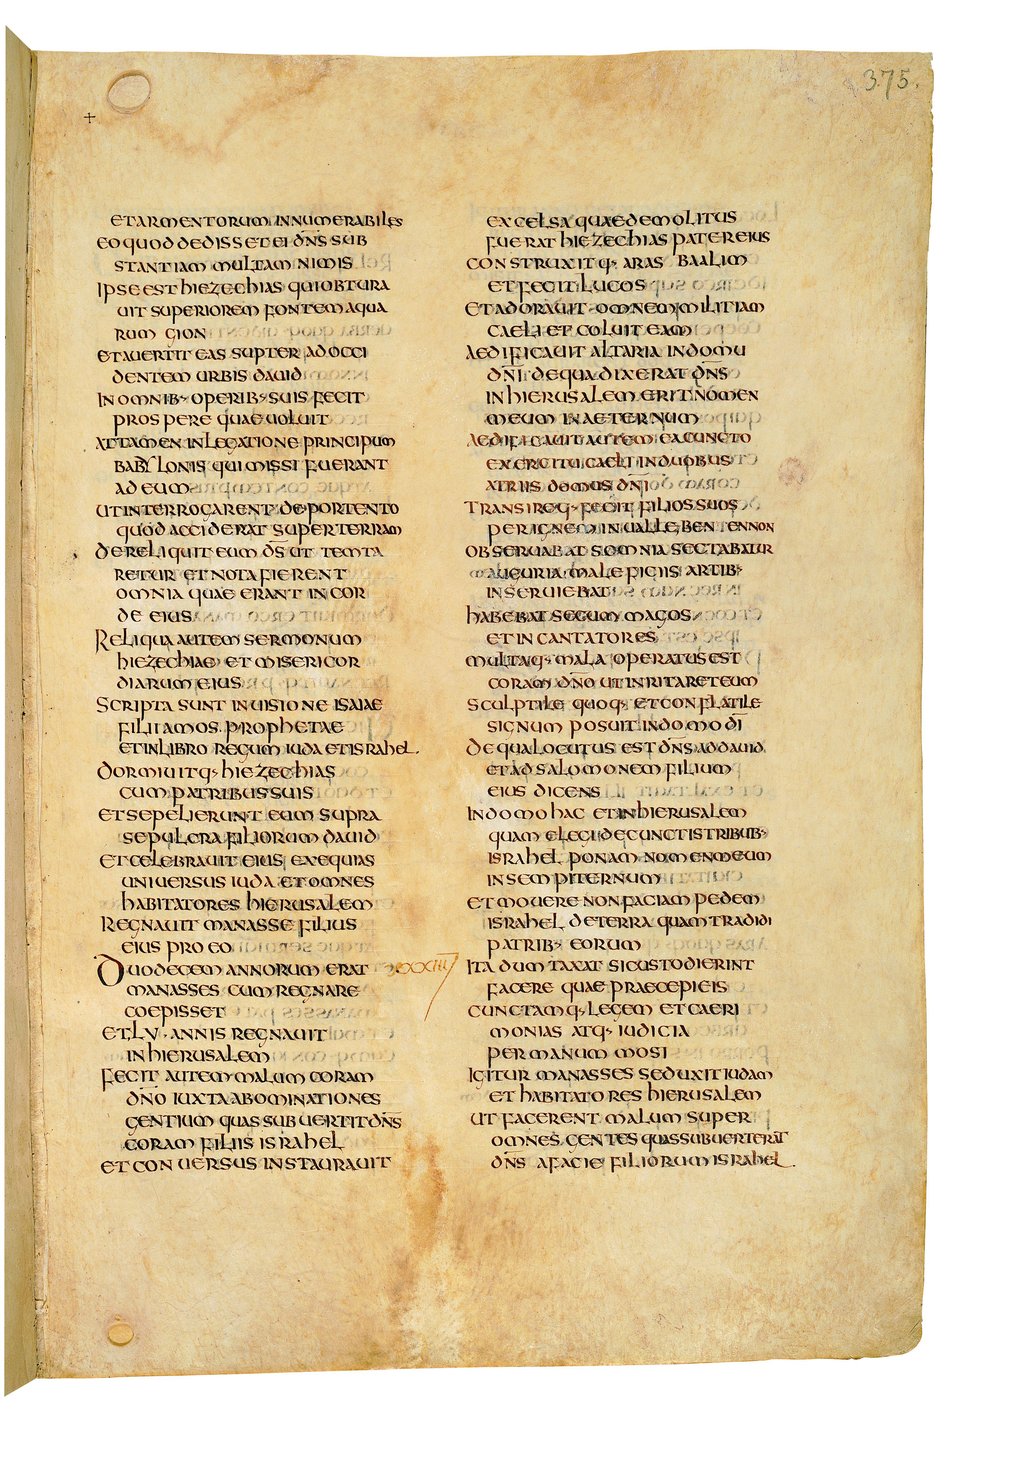 375.
+
ET ARMENTORUM INNUMERABILES
EO QUOD DEDISSET EI DN̄S SUB
STANTIAM MULTAM NIMIS
IPSE EST HIEZECHIAS QUI OBTURA
UIT SUPERIOREM FONTEM AQUA
RUM GION
ET AUERTIT EAS SUPTER AD OCCI
DENTEM URBIS DAUID
IN OMNIB· OPERIB· SUIS FECIT
PROSPERE QUAE UOLUIT
ATTAMEN IN LEGATIONE PRINCIPUM
BABYLONIS QUI MISSI FUERANT
AD EUM
UT INTERROGARENT DE PORTENTO
QUOD ACCIDERAT SUPER TERRAM
DERELIQUIT EUM DS̄ UT TEMTA
RETUR ET NOTA FIERENT
OMNIA QUAE ERANT IN COR
DE EIUS
RELIQUA AUTEM SERMONUM
HIEZECHIAE ET MISERICOR
DIARUM EIUS
SCRIPTA SUNT IN UISIONE ISAIAE
FILII AMOS PROPHETAE
ET IN LIBRO REGUM IUDA ET ISRAHEL.
DORMIUITQ· HIEZECHIAS
CUM PATRIBUS SUIS
ET SEPELIERUNT EUM SUPRA
SEPULCRA FILIORUM DAUID
ET CELEBRAUIT EIUS EXEQUIAS
UNIUERSUS IUDA ET OMNES
HABITATORES HIERUSALEM
REGNAUIT MANASSE FILIUS
EIUS PRO EO
DUODECEM ANNORUM ERAT XXXIII
MANASSES CUM REGNARE
COEPISSET
ET LV · ANNIS REGNAUIT
IN HIERUSALEM
FECIT AUTEM MALUM CORAM
DN̄O IUXTA ABOMINATIONES
GENTIUM QUAS SUBUERTIT DN̄S
CORAM FILIIS ISRAHEL
ET CONUERSUS INSTAURAUIT
EXCELSA QUAE DEMOLITUS
FUERAT HIEZECHIAS PATER EIUS
CONSTRUXITQ· ARAS BAALIM
ET FECIT LUCOS
ET ADORAUIT OMNEM MILITIAM
CAELI ET COLUIT EAM
AEDIFICAUIT ALTARIA IN DOMU
DN̄I DE QUA DIXERAT DN̄S
IN HIERUSALEM ERIT NOMEN
MEUM IN AETERNUM
AEDIFICAUIT AUTEM EA CUNCTO
EXERCITUI CAELI IN DUOBUS
ATRIIS DOMUS DN̄I
TRANSIREQ· FECIT FILIOS SUOS
PER IGNEM IN UALLE BENENNON
OBSERUABAT SOMNIA SECTABATUR
AUGURIA MALEFICIIS ARTIB·
INSERUIEBAT
HABEBAT SECUM MAGOS
ET INCANTATORES
MULTAQ· MALA OPERATUS EST
CORAM DN̄O UT INRITARET EUM
SCULPTILE QUOQ· ET CONFLATILE
SIGNUM POSUIT IN DOMO DĪ
DE QUA LOCUTUS EST DN̄S AD DAUID
ET AD SALOMONEM FILIUM
EIUS DICENS
IN DOMO HAC ET IN HIERUSALEM
QUAM ELEGI DE CUNCTIS TRIBUB·
ISRAHEL PONAM NOMEN MEUM
IN SEMPITERNUM
ET MOUERE NON FACIAM PEDEM
ISRAHEL DE TERRA QUAM TRADIDI
PATRIB· EORUM
ITA DUMTAXAT SI CUSTODIERINT
FACERE QUAE PRAECEPI EIS
CUNCTAMQ· LEGEM ET CAERI
MONIAS ATQ· IUDICIA
PER MANUM MOSI
IGITUR MANASSES SEDUXIT IUDAM
ET HABITATORES HIERUSALEM
UT FACERENT MALUM SUPER
OMNES GENTES QUAS SUBUERTERAT
DN̄S A FACIE FILIORUM ISRAHEL.